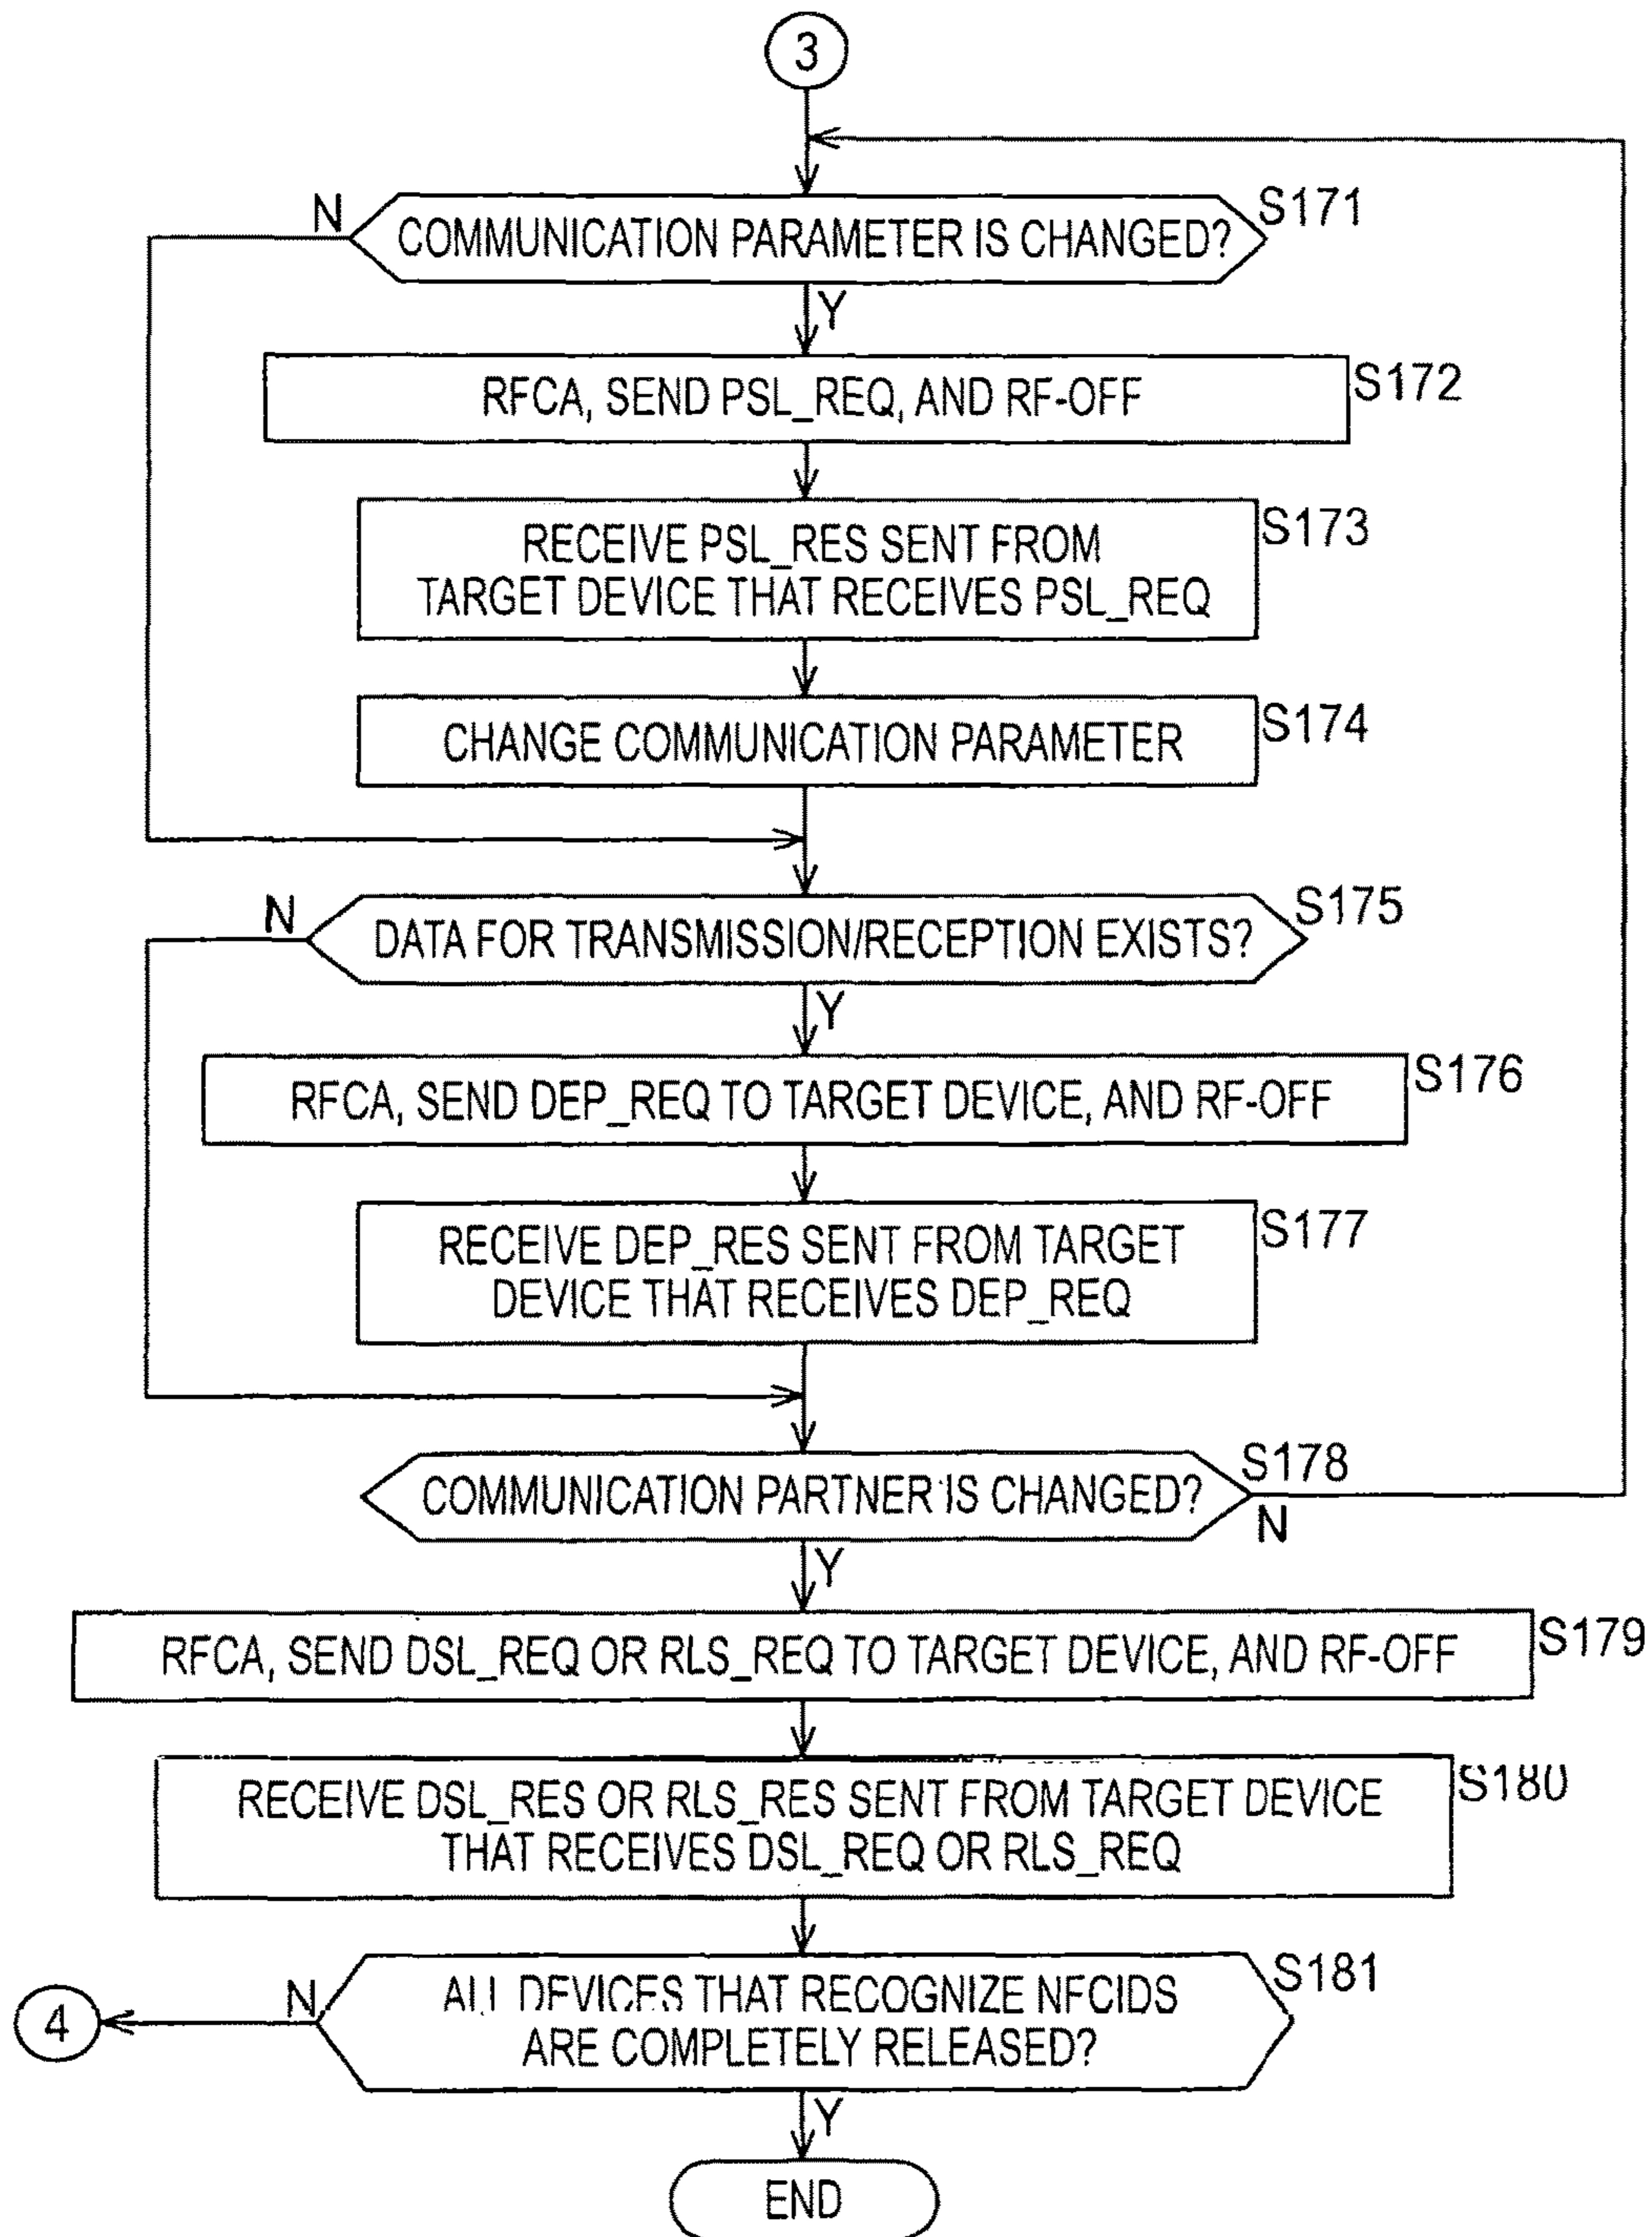 3
N
COMMUNICATION PARAMETER IS CHANGED?
S171
Y
RFCA, SEND PSL_REQ, AND RF-OFF
S172
RECEIVE PSL_RES SENT FROM
TARGET DEVICE THAT RECEIVES PSL_REQ
S173
CHANGE COMMUNICATION PARAMETER
S174
N
DATA FOR TRANSMISSION/RECEPTION EXISTS?
S175
Y
RFCA, SEND DEP_REQ TO TARGET DEVICE, AND RF-OFF
S176
RECEIVE DEP_RES SENT FROM TARGET
DEVICE THAT RECEIVES DEP_REQ
S177
COMMUNICATION PARTNER IS CHANGED?
S178
N
Y
RFCA, SEND DSL_REQ OR RLS_REQ TO TARGET DEVICE, AND RF-OFF
S179
RECEIVE DSL_RES OR RLS_RES SENT FROM TARGET DEVICE
THAT RECEIVES DSL_REQ OR RLS_REQ
S180
4
N
ALL DEVICES THAT RECOGNIZE NFCIDS
ARE COMPLETELY RELEASED?
S181
Y
END